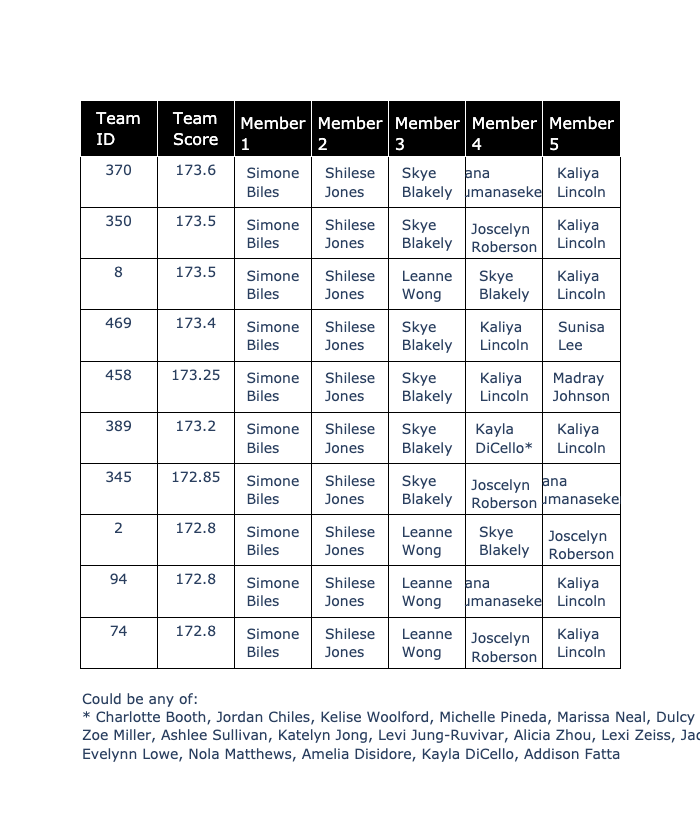 Team ID Team Score Member 1 Member 2 Member 3 Member 4 Member 5
370 173.6 Simone Biles Shilese Jones Skye Blakely ana umanaseke Kaliya Lincoln
350 173.5 Simone Biles Shilese Jones Skye Blakely Joscelyn Roberson Kaliya Lincoln
8 173.5 Simone Biles Shilese Jones Leanne Wong Skye Blakely Kaliya Lincoln
469 173.4 Simone Biles Shilese Jones Skye Blakely Kaliya Lincoln Sunisa Lee
458 173.25 Simone Biles Shilese Jones Skye Blakely Kaliya Lincoln Madray Johnson
389 173.2 Simone Biles Shilese Jones Skye Blakely Kayla DiCello* Kaliya Lincoln
345 172.85 Simone Biles Shilese Jones Skye Blakely Joscelyn Roberson ana umanaseke
2 172.8 Simone Biles Shilese Jones Leanne Wong Skye Blakely Joscelyn Roberson
94 172.8 Simone Biles Shilese Jones Leanne Wong ana umanaseke Kaliya Lincoln
74 172.8 Simone Biles Shilese Jones Leanne Wong Joscelyn Roberson Kaliya Lincoln
Could be any of:
* Charlotte Booth, Jordan Chiles, Kelise Woolford, Michelle Pineda, Marissa Neal, Dulcy
Zoe Miller, Ashlee Sullivan, Katelyn Jong, Levi Jung-Ruvivar, Alicia Zhou, Lexi Zeiss,
Evelynn Lowe, Nola Matthews, Amelia Disidore, Kayla DiCello, Addison Fatta